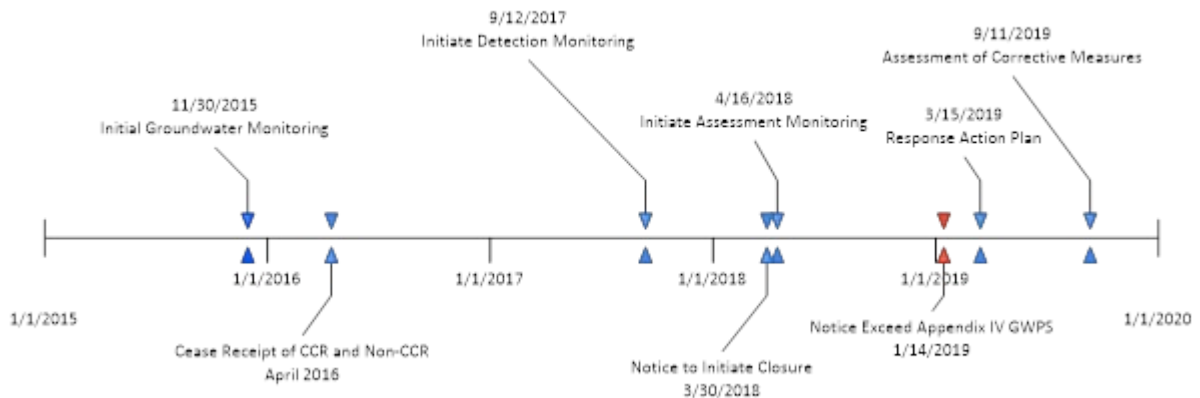 9/12/2017
Initiate Detection Monitoring
9/11/2019
Assessment of Corrective Measures
11/30/2015
Initial Groundwater Monitoring
4/16/2018
Initiate Assessment Monitoring
3/15/2019
Response Action Plan
1/1/2016
1/1/2017
1/1/2018
1/1/2019
1/1/2015
1/1/2020
Cease Receipt of CCR and Non-CCR
April 2016
Notice to Initiate Closure
3/30/2018
Notice Exceed Appendix IV GWPS
1/14/2019